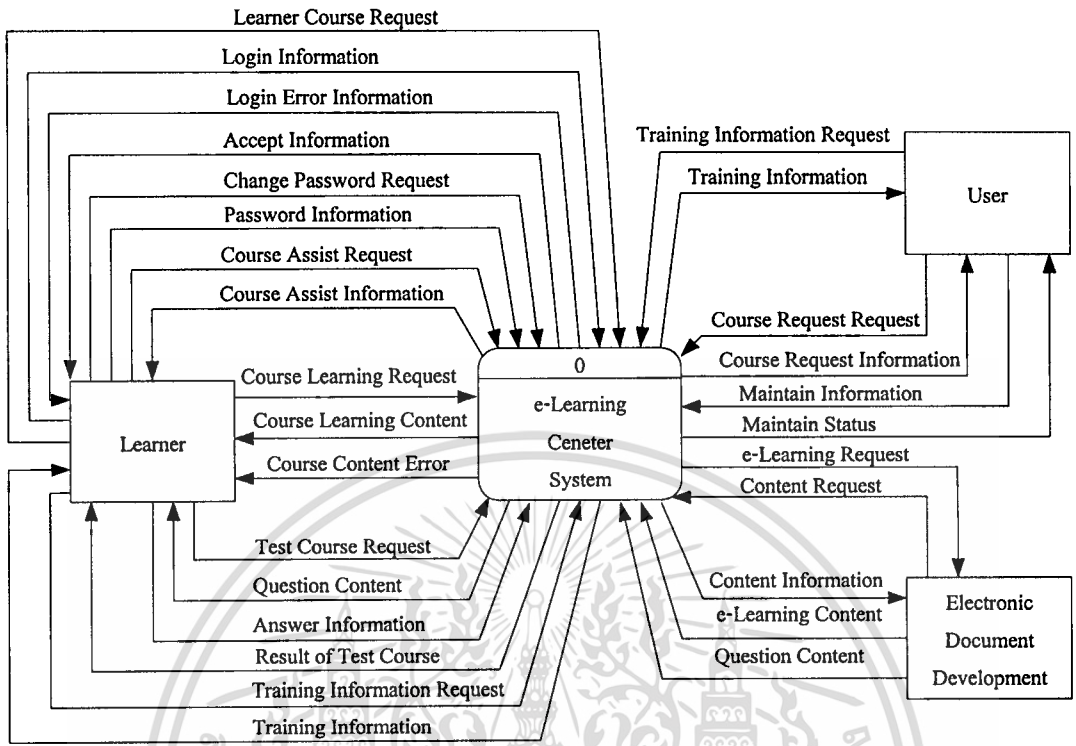 Learner Course Request
Login Information
Login Error Information
Accept Information
Change Password Request
Password Information
Course Assist Request
Course Assist Information
Training Information Request
Training Information
User
Course Request Request
Course Request Information
Maintain Information
Maintain Status
e-Learning Request
Content Request
0
e-Learning
Ceneter
System
Learner
Course Learning Request
Course Learning Content
Course Content Error
Test Course Request
Question Content
Answer Information
Result of Test Course
Training Information Request
Training Information
Content Information
e-Learning Content
Question Content
Electronic
Document
Development